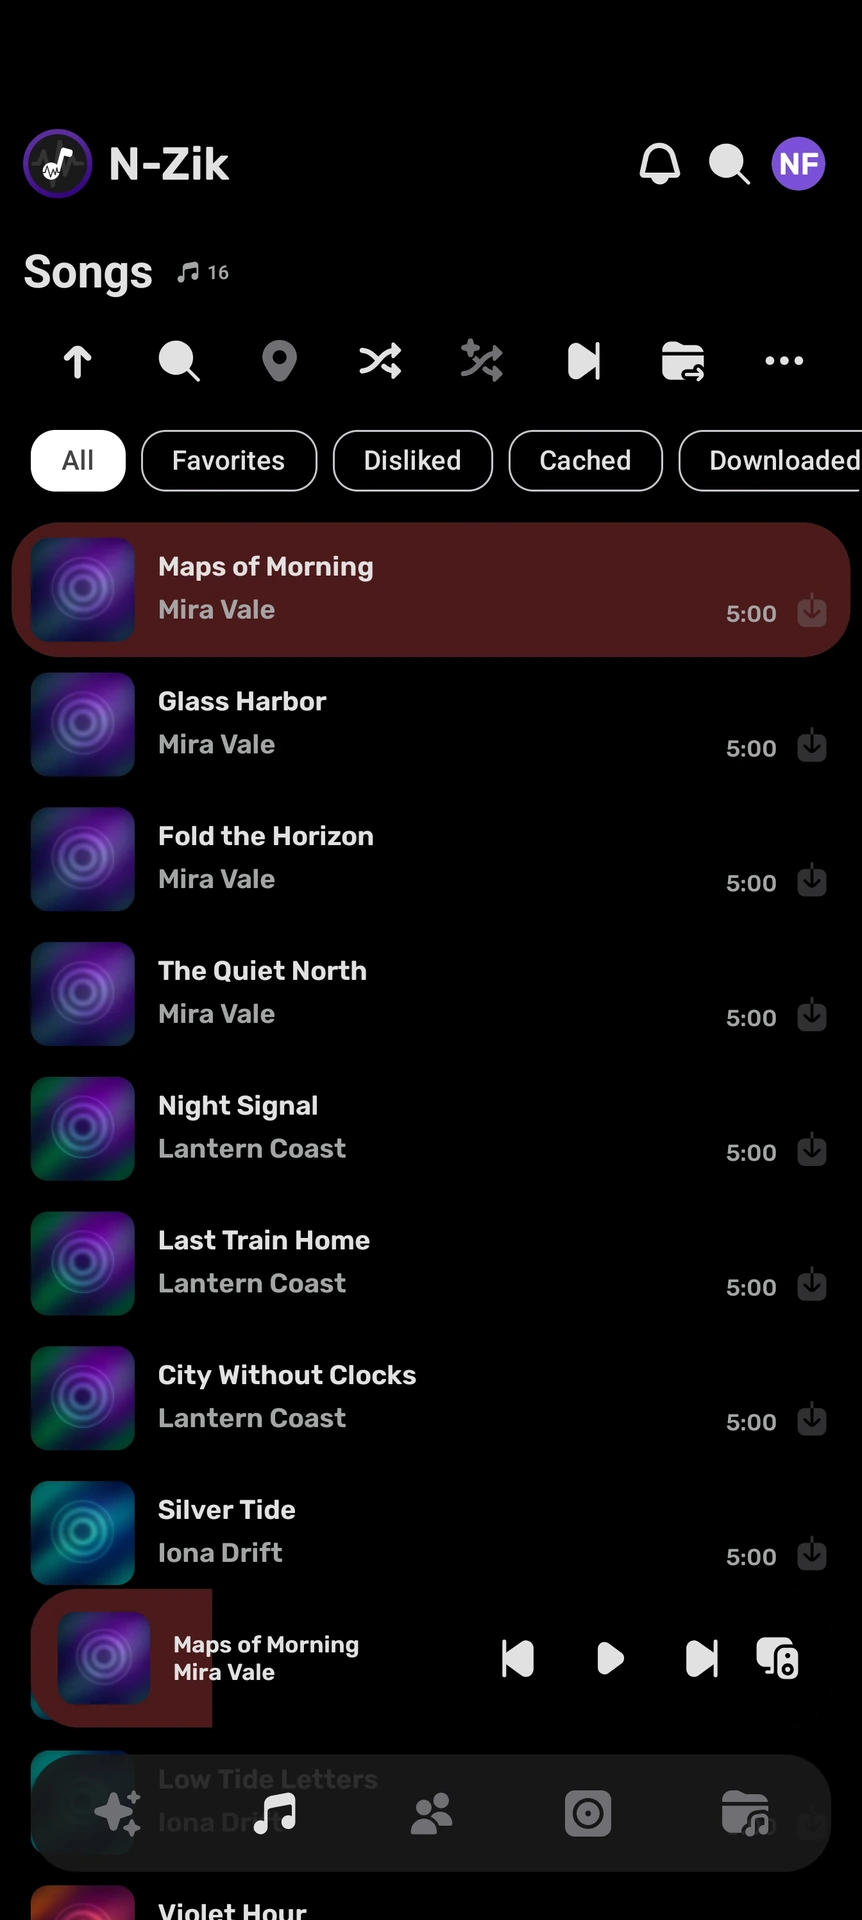 N-Zik
NF
Songs
16
All
Favorites
Disliked
Cached
Downloaded
Maps of Morning
Mira Vale
5:00
Glass Harbor
Mira Vale
5:00
Fold the Horizon
Mira Vale
5:00
The Quiet North
Mira Vale
5:00
Night Signal
Lantern Coast
5:00
Last Train Home
Lantern Coast
5:00
City Without Clocks
Lantern Coast
5:00
Silver Tide
Iona Drift
5:00
Maps of Morning
Mira Vale
Low Tide Letters
Iona Drift
Violet Hour